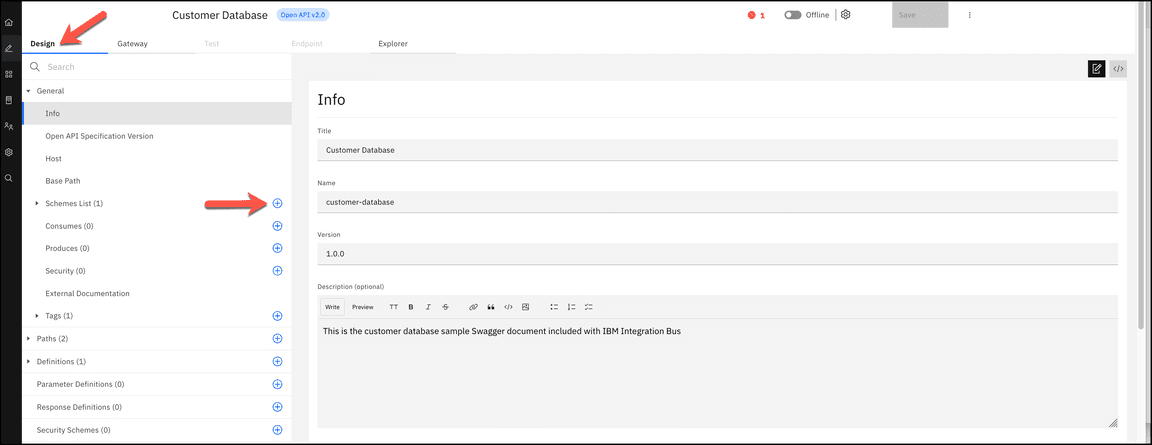 Customer Database
Open API v2.0
1
Offline
Save
Design
Gateway
Test
Endpoint
Explorer
Search
General
Info
Open API Specification Version
Host
Base Path
Schemes List (1)
Consumes (0)
Produces (0)
Security (0)
External Documentation
Tags (1)
Paths (2)
Definitions (1)
Parameter Definitions (0)
Response Definitions (0)
Security Schemes (0)
Info
Title
Customer Database
Name
customer-database
Version
1.0.0
Description (optional)
Write Preview TT B I S
This is the customer database sample Swagger document included with IBM Integration Bus